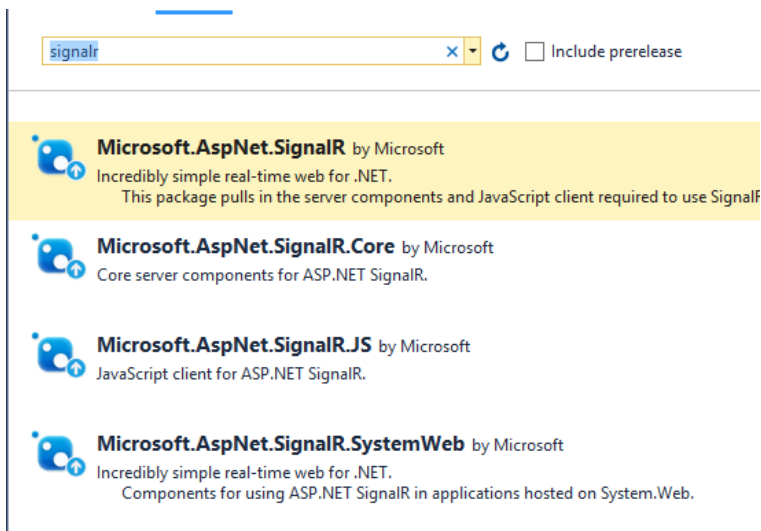 signalr
Include prerelease
Microsoft.AspNet.SignalR by Microsoft
Incredibly simple real-time web for .NET.
This package pulls in the server components and JavaScript client required to use SignalR
Microsoft.AspNet.SignalR.Core by Microsoft
Core server components for ASP.NET SignalR.
Microsoft.AspNet.SignalR.JS by Microsoft
JavaScript client for ASP.NET SignalR.
Microsoft.AspNet.SignalR.SystemWeb by Microsoft
Incredibly simple real-time web for .NET.
Components for using ASP.NET SignalR in applications hosted on System.Web.